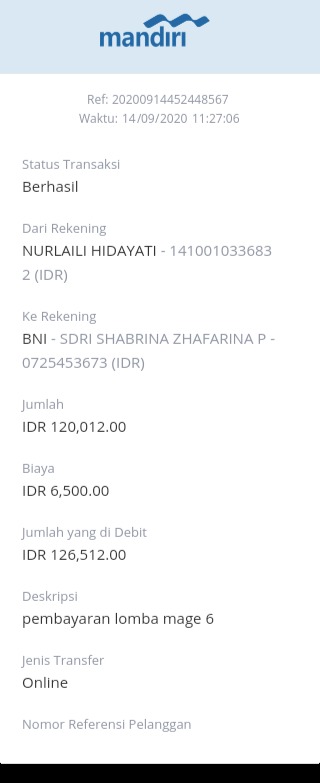 mandiri
Ref: 20200914452448567
Waktu: 14/09/2020 11:27:06
Status Transaksi
Berhasil
Dari Rekening
NURLAILI HIDAYATI - 141001033683
2 (IDR)
Ke Rekening
BNI - SDRI SHABRINA ZHAFARINA P -
0725453673 (IDR)
Jumlah
IDR 120,012.00
Biaya
IDR 6,500.00
Jumlah yang di Debit
IDR 126,512.00
Deskripsi
pembayaran lomba mage 6
Jenis Transfer
Online
Nomor Referensi Pelanggan